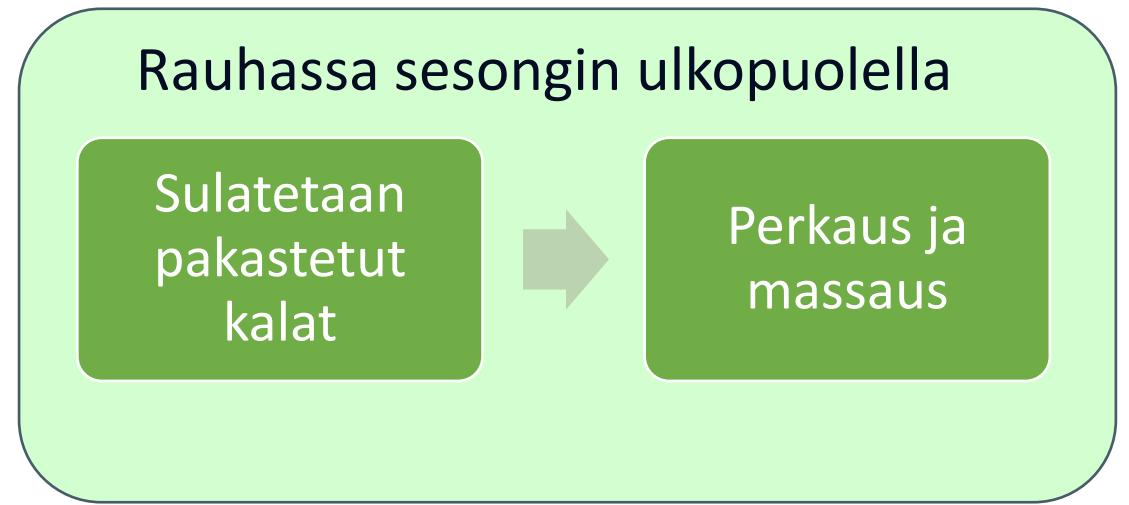 Rauhassa sesongin ulkopuolella
Sulatetaan
pakastetut
kalat
Perkaus ja
massaus